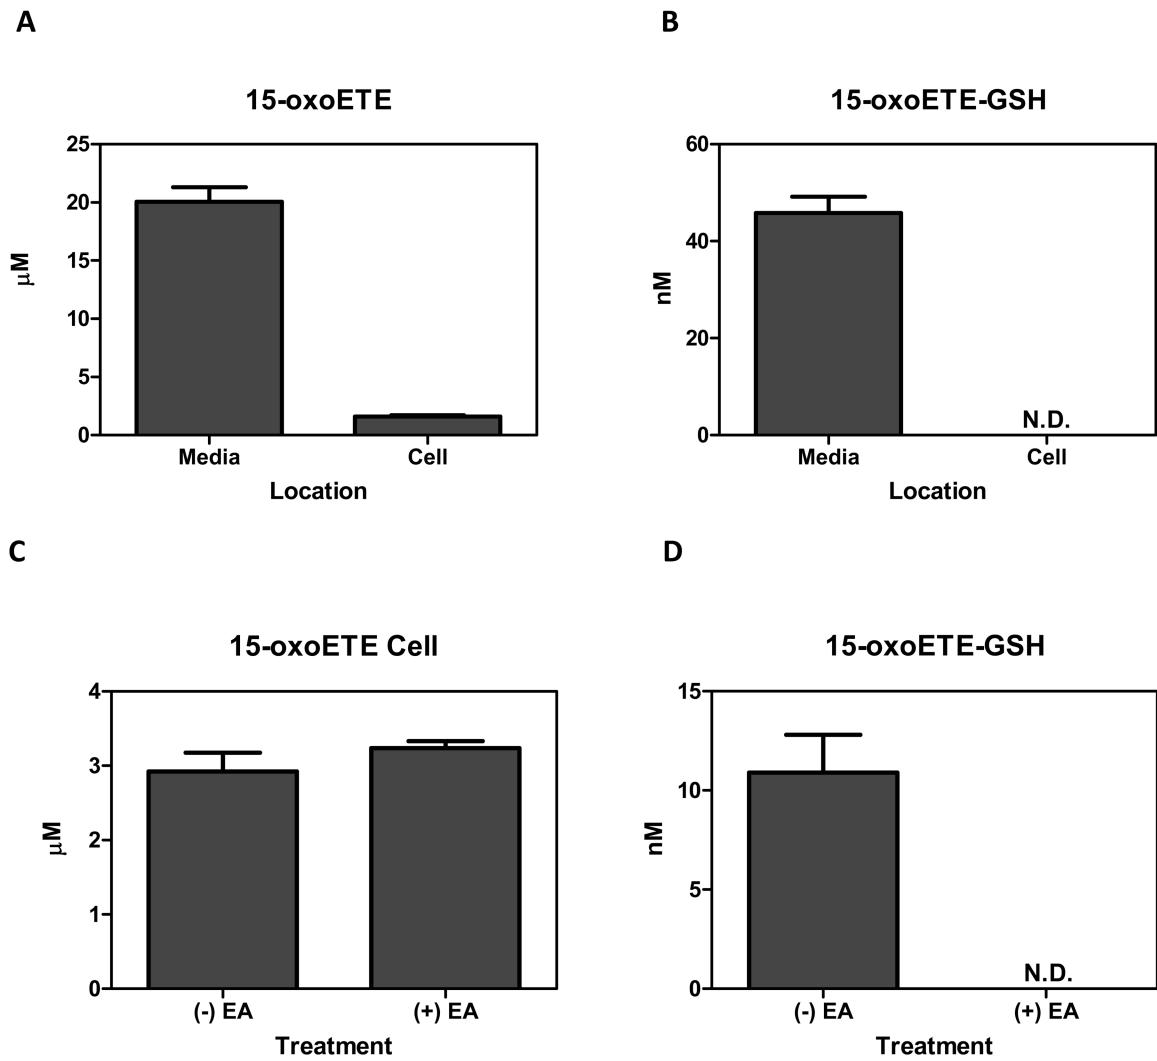 A
B
15-oxoETE
15-oxoETE-GSH
25
20
15
10
5
0
μM
Media
Cell
Location
60
40
20
0
nM
N.D.
Media
Cell
Location
C
D
15-oxoETE Cell
15-oxoETE-GSH
4
3
2
1
0
μM
(-) EA
(+) EA
Treatment
15
10
5
0
nM
N.D.
(-) EA
(+) EA
Treatment